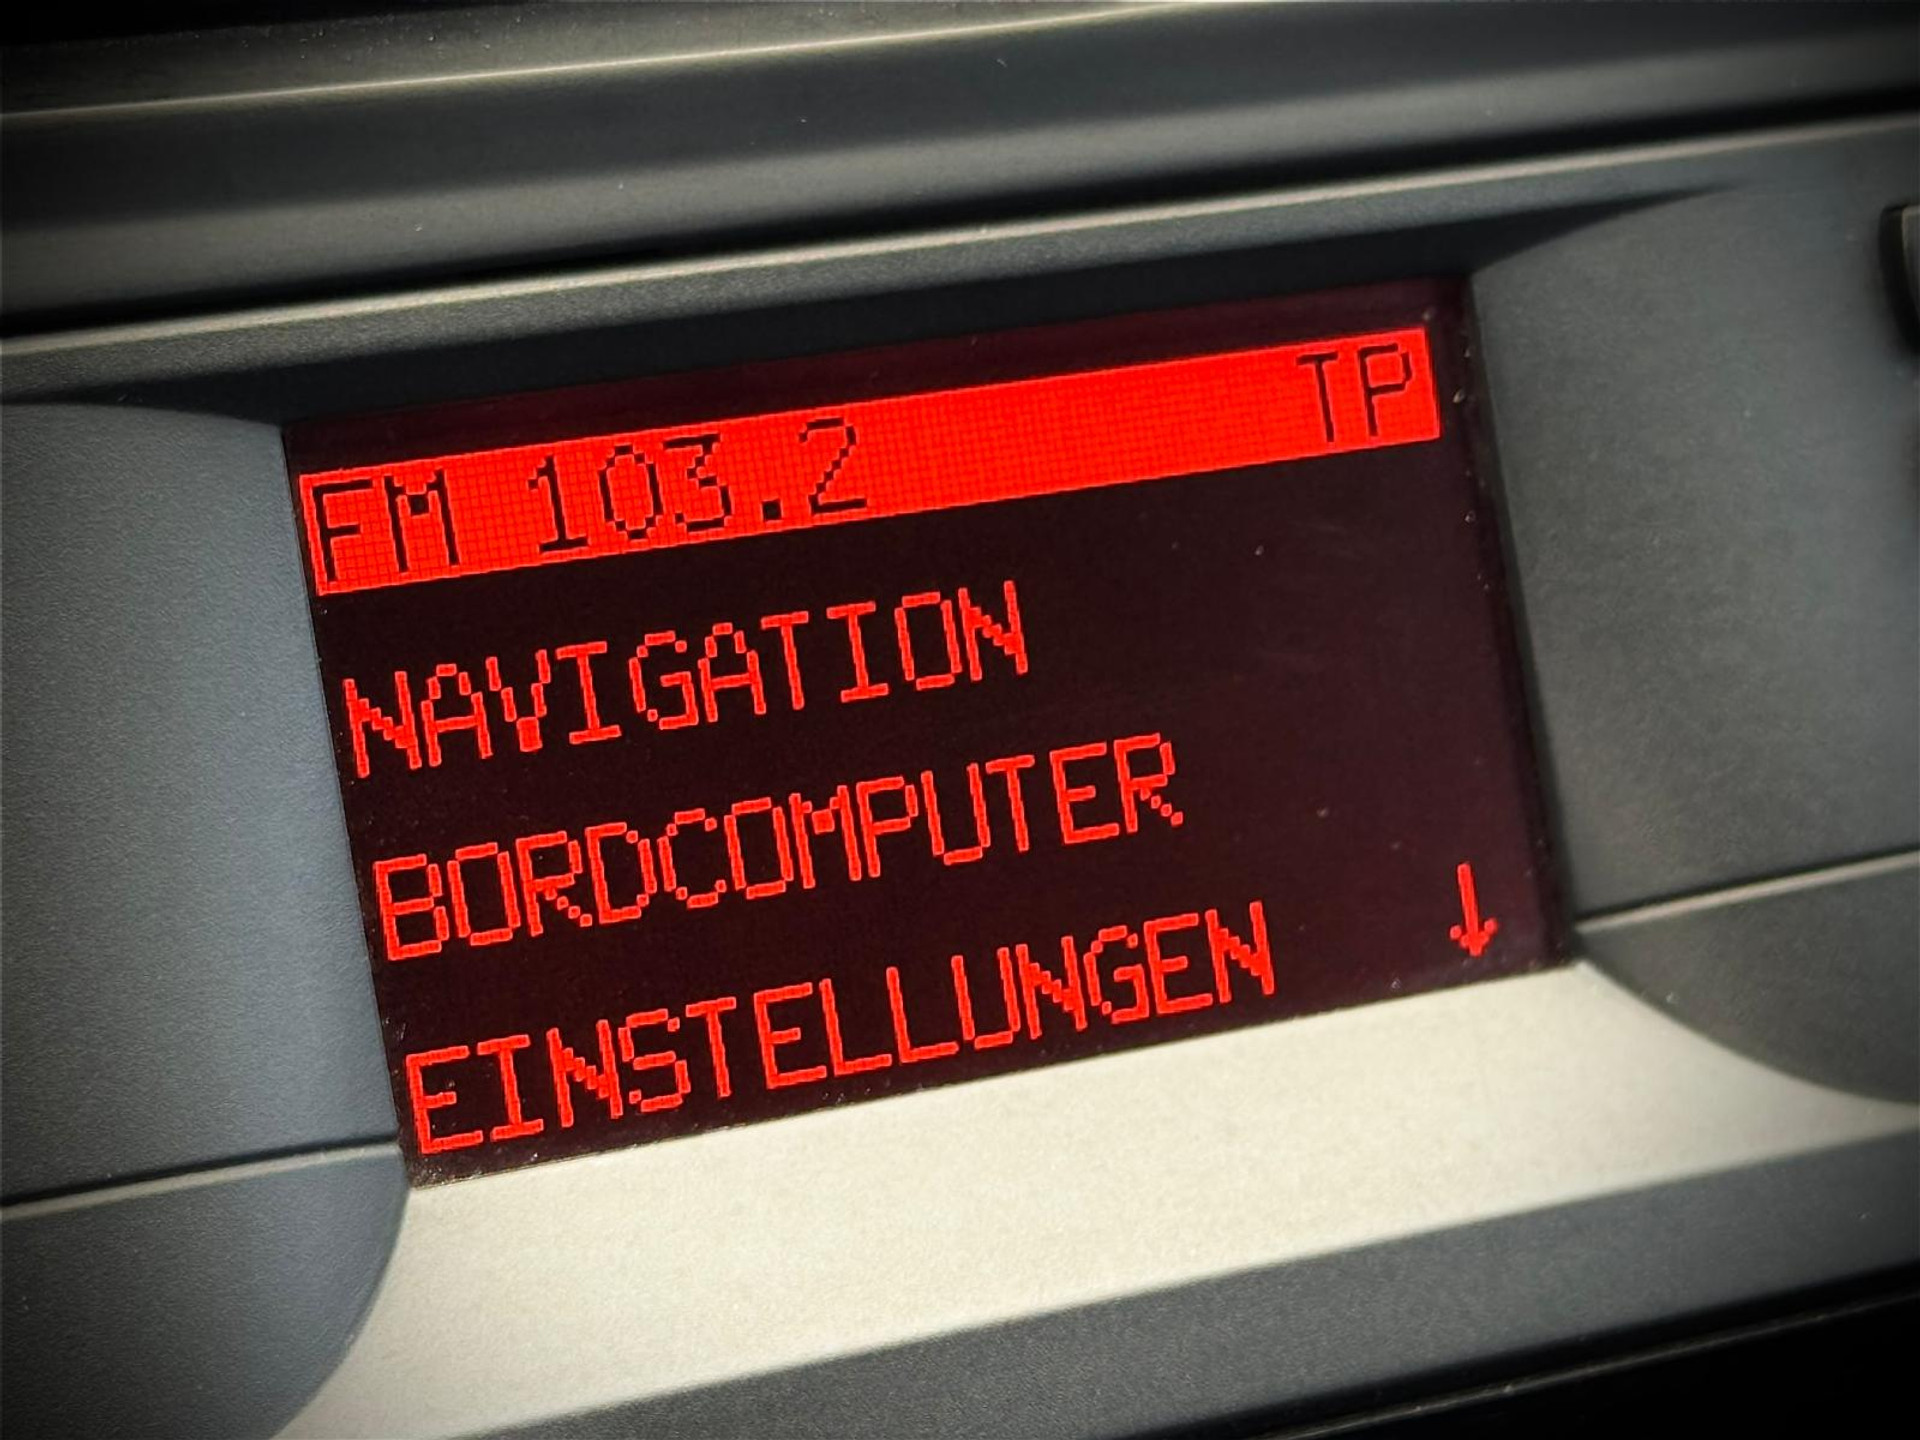 FM 103.2 TP
NAVIGATION
BORDCOMPUTER
EINSTELLUNGEN ↓